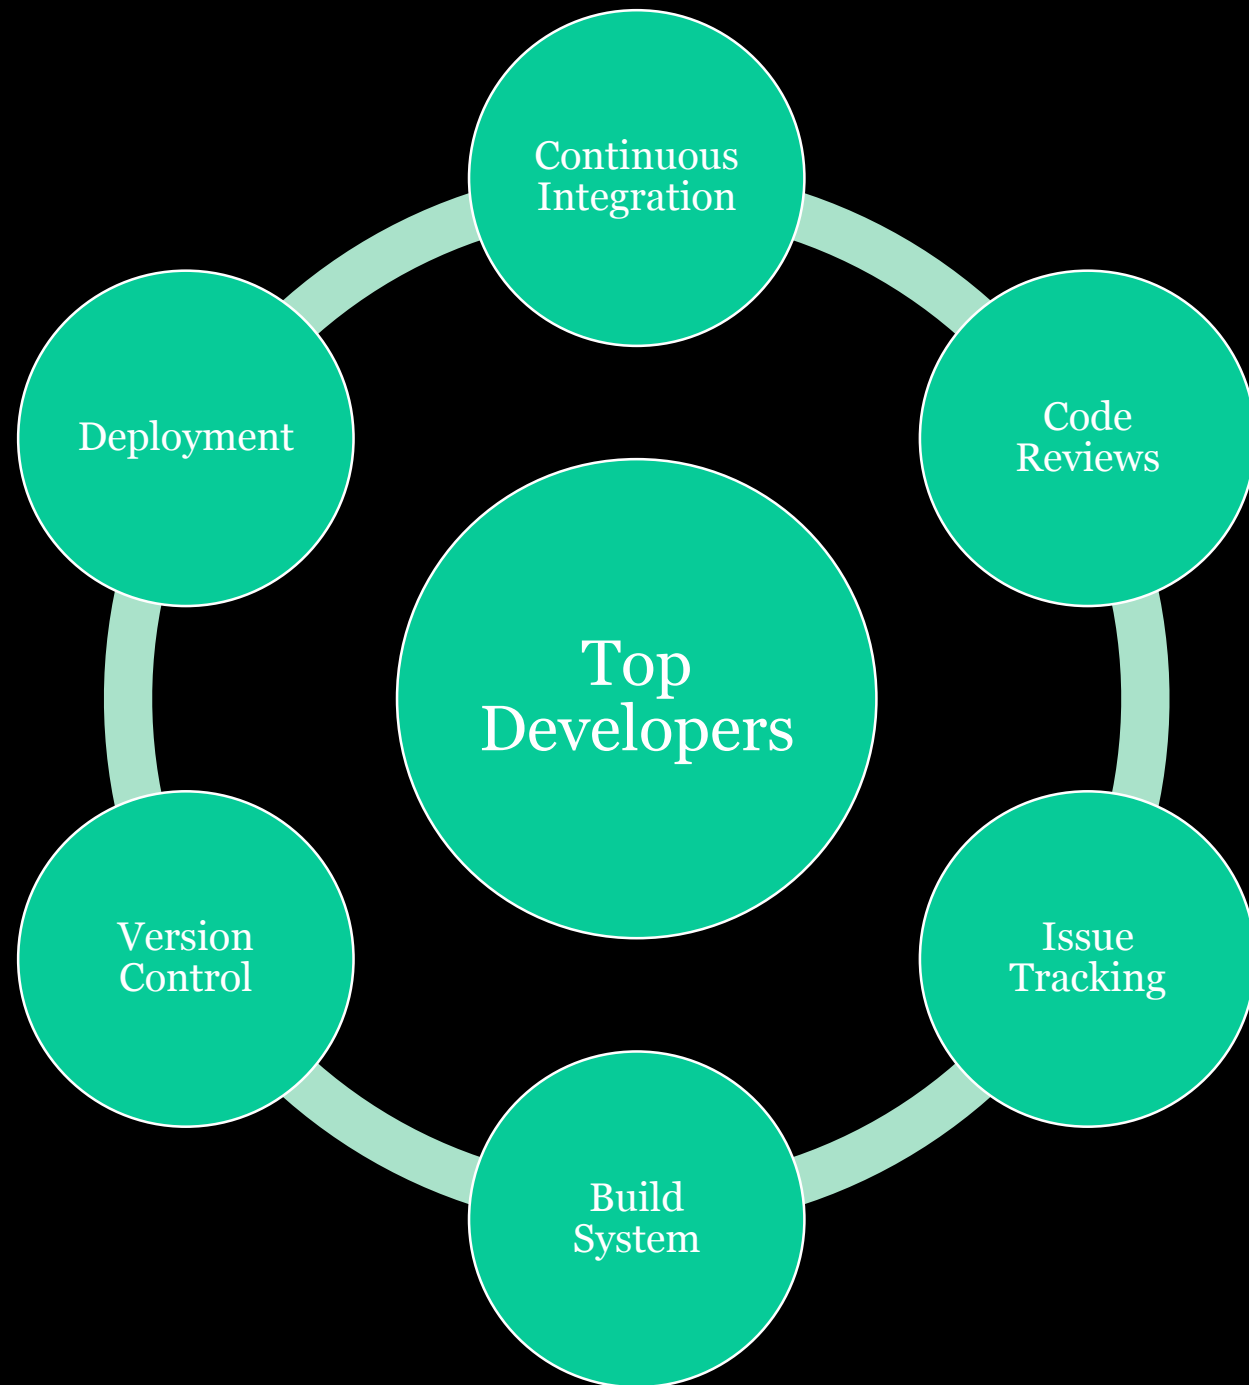 Continuous
Integration
Code
Reviews
Deployment
Top
Developers
Version
Control
Issue
Tracking
Build
System